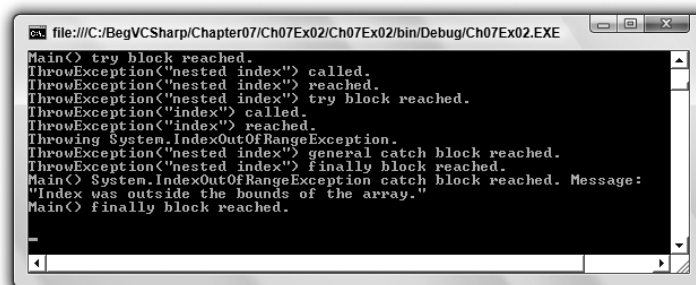 file:///C:/BegVCSharp/Chapter07/Ch07Ex02/Ch07Ex02/bin/Debug/Ch07Ex02.EXE
Main() try block reached.
ThrowException("nested index") called.
ThrowException("nested index") reached.
ThrowException("nested index") try block reached.
ThrowException("index") called.
ThrowException("index") reached.
Throwing System.IndexOutOfRangeException.
ThrowException("nested index") general catch block reached.
ThrowException("nested index") finally block reached.
Main() System.IndexOutOfRangeException catch block reached. Message:
"Index was outside the bounds of the array."
Main() finally block reached.